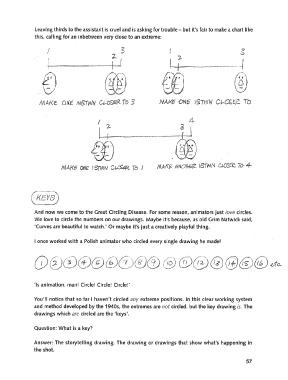 Leaving thirds to the assistant is cruel and is asking for trouble – but it's fair to make a chart like
this, calling for an inbetween very close to an extreme:
1 2 3
1 2 3
MAKE ONE 1STAIN CLOSER TO 3
MAKE ONE 1STAIN CLOSER TO
1 2 3 4
MAKE ONE 1STAIN CLOSER TO 1
MAKE ANOTHER 1STAIN CLOSER TO 4
KEYS
And now we come to the Great Circling Disease. For some reason, animators just love circles.
We love to circle the numbers on our drawings. Maybe it's because, as old Grim Natwick said,
'Curves are beautiful to watch.' Or maybe it's just a creatively playful thing.
I once worked with a Polish animator who circled every single drawing he made!
1 2 3 4 5 6 7 8 9 10 11 12 13 14 15 16 etc
'Is animation, man! Circle! Circle! Circle!'
You'll notice that so far I haven't circled any extreme positions. In this clear working system
and method developed by the 1940s, the extremes are not circled, but the key drawing is. The
drawings which are circled are the 'keys'.
Question: What is a key?
Answer: The storytelling drawing. The drawing or drawings that show what's happening in
the shot.
57